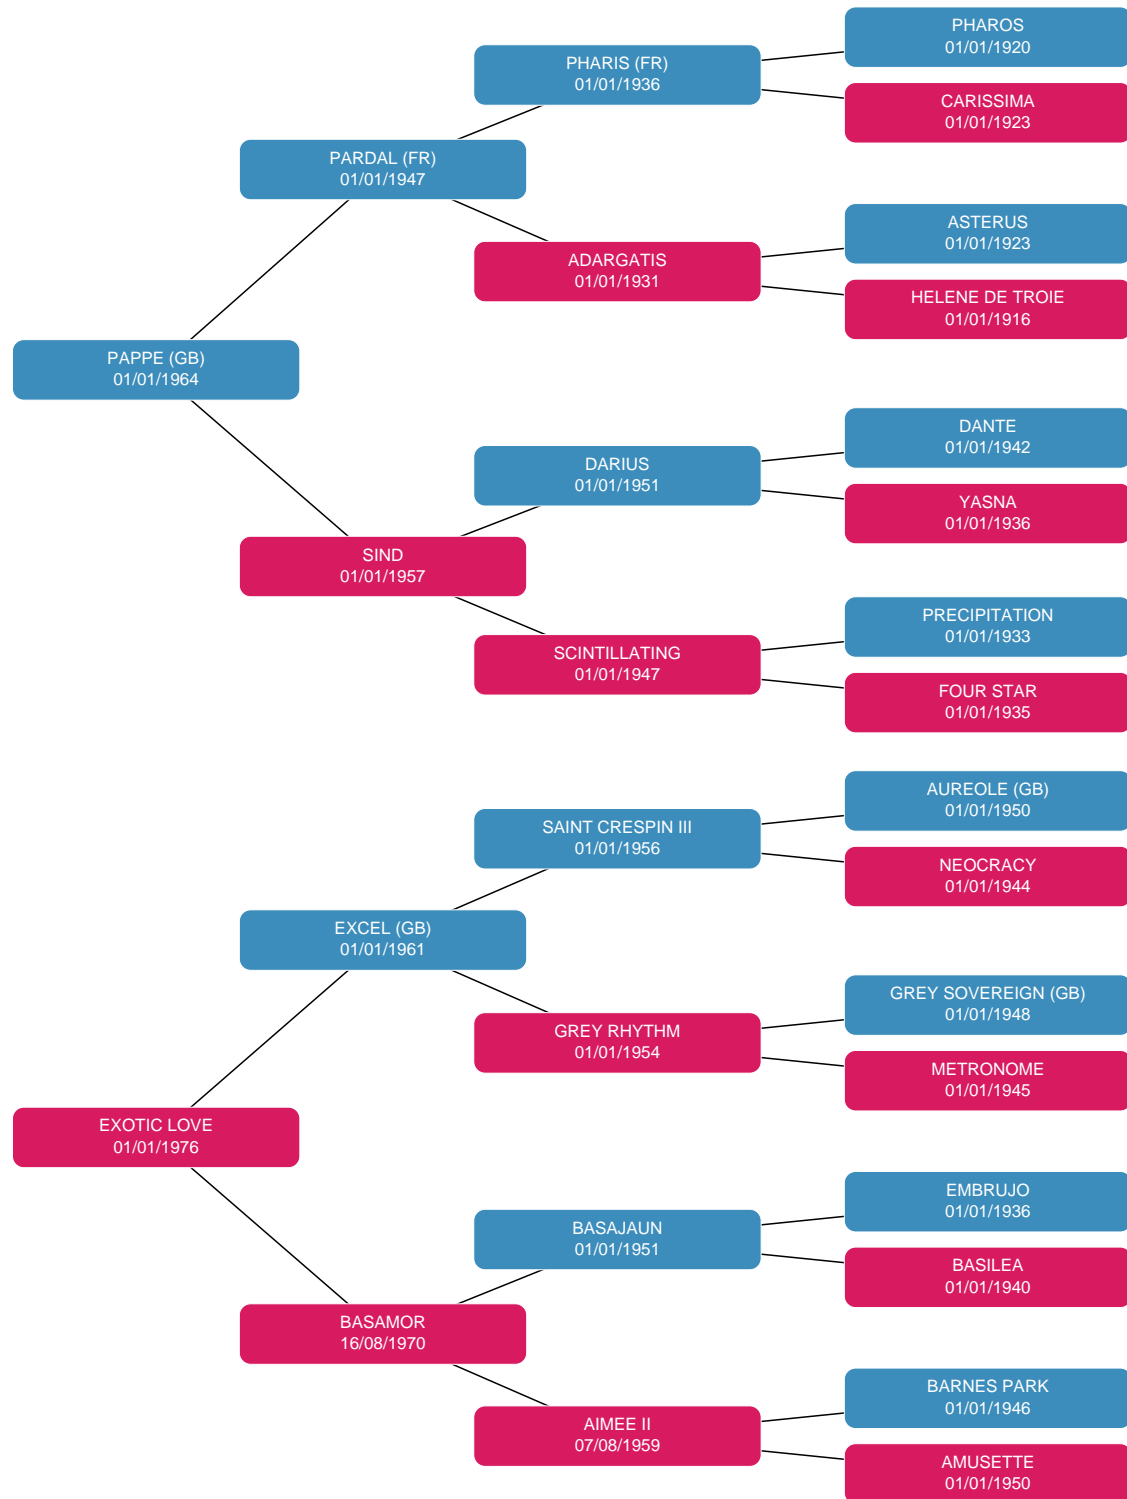 PHAROS
01/01/1920
PHARIS (FR)
01/01/1936
CARISSIMA
01/01/1923
PARDAL (FR)
01/01/1947
ASTERUS
01/01/1923
ADARGATIS
01/01/1931
HELENE DE TROIE
01/01/1916
PAPPE (GB)
01/01/1964
DANTE
01/01/1942
DARIUS
01/01/1951
YASNA
01/01/1936
SIND
01/01/1957
PRECIPITATION
01/01/1933
SCINTILLATING
01/01/1947
FOUR STAR
01/01/1935
AUREOLE (GB)
01/01/1950
SAINT CRESPIN III
01/01/1956
NEOCRACY
01/01/1944
EXCEL (GB)
01/01/1961
GREY SOVEREIGN (GB)
01/01/1948
GREY RHYTHM
01/01/1954
METRONOME
01/01/1945
EXOTIC LOVE
01/01/1976
EMBRUJO
01/01/1936
BASAJAUN
01/01/1951
BASILEA
01/01/1940
BASAMOR
16/08/1970
BARNES PARK
01/01/1946
AIMEE II
07/08/1959
AMUSETTE
01/01/1950